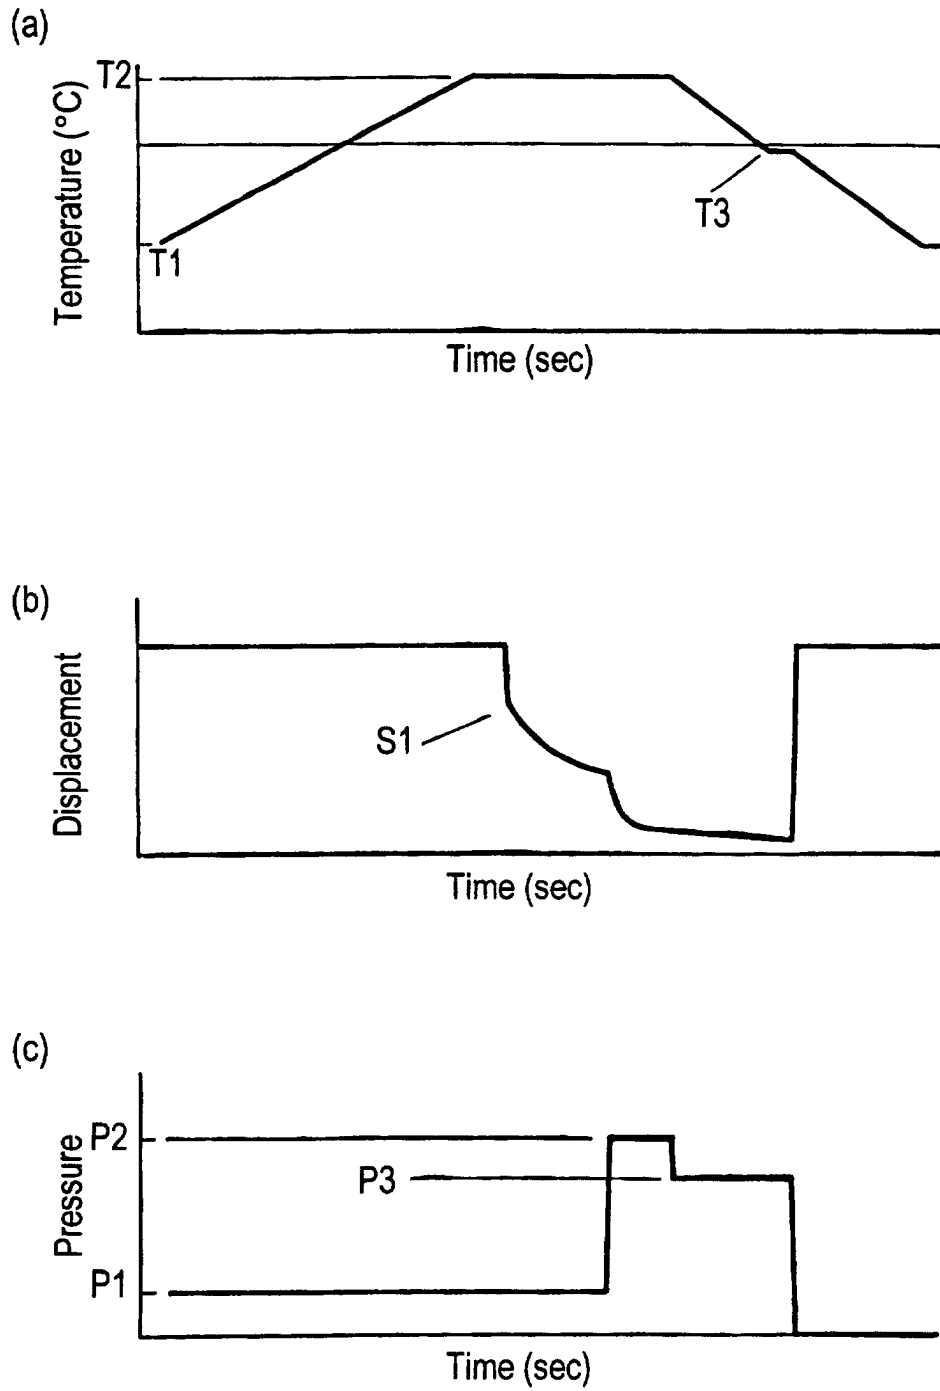 (a)
T2
Temperature (°C)
T1
T3
Time (sec)
(b)
Displacement
S1
Time (sec)
(c)
Pressure
P2
P3
P1
Time (sec)